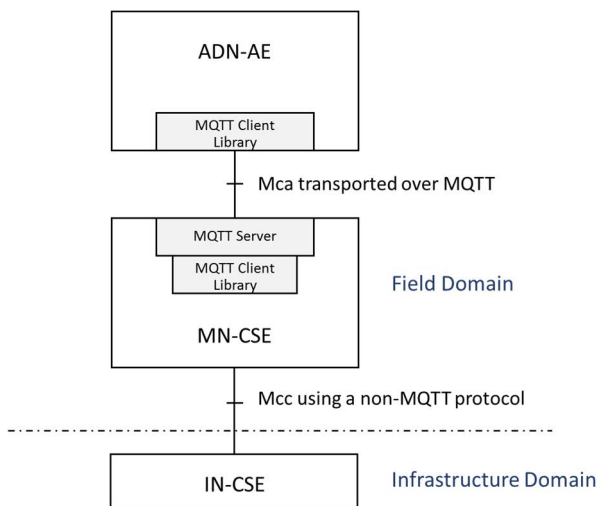 ADN-AE
MQTT Client
Library
Mca transported over MQTT
MQTT Server
MQTT Client
Library
Field Domain
MN-CSE
Mcc using a non-MQTT protocol
IN-CSE
Infrastructure Domain